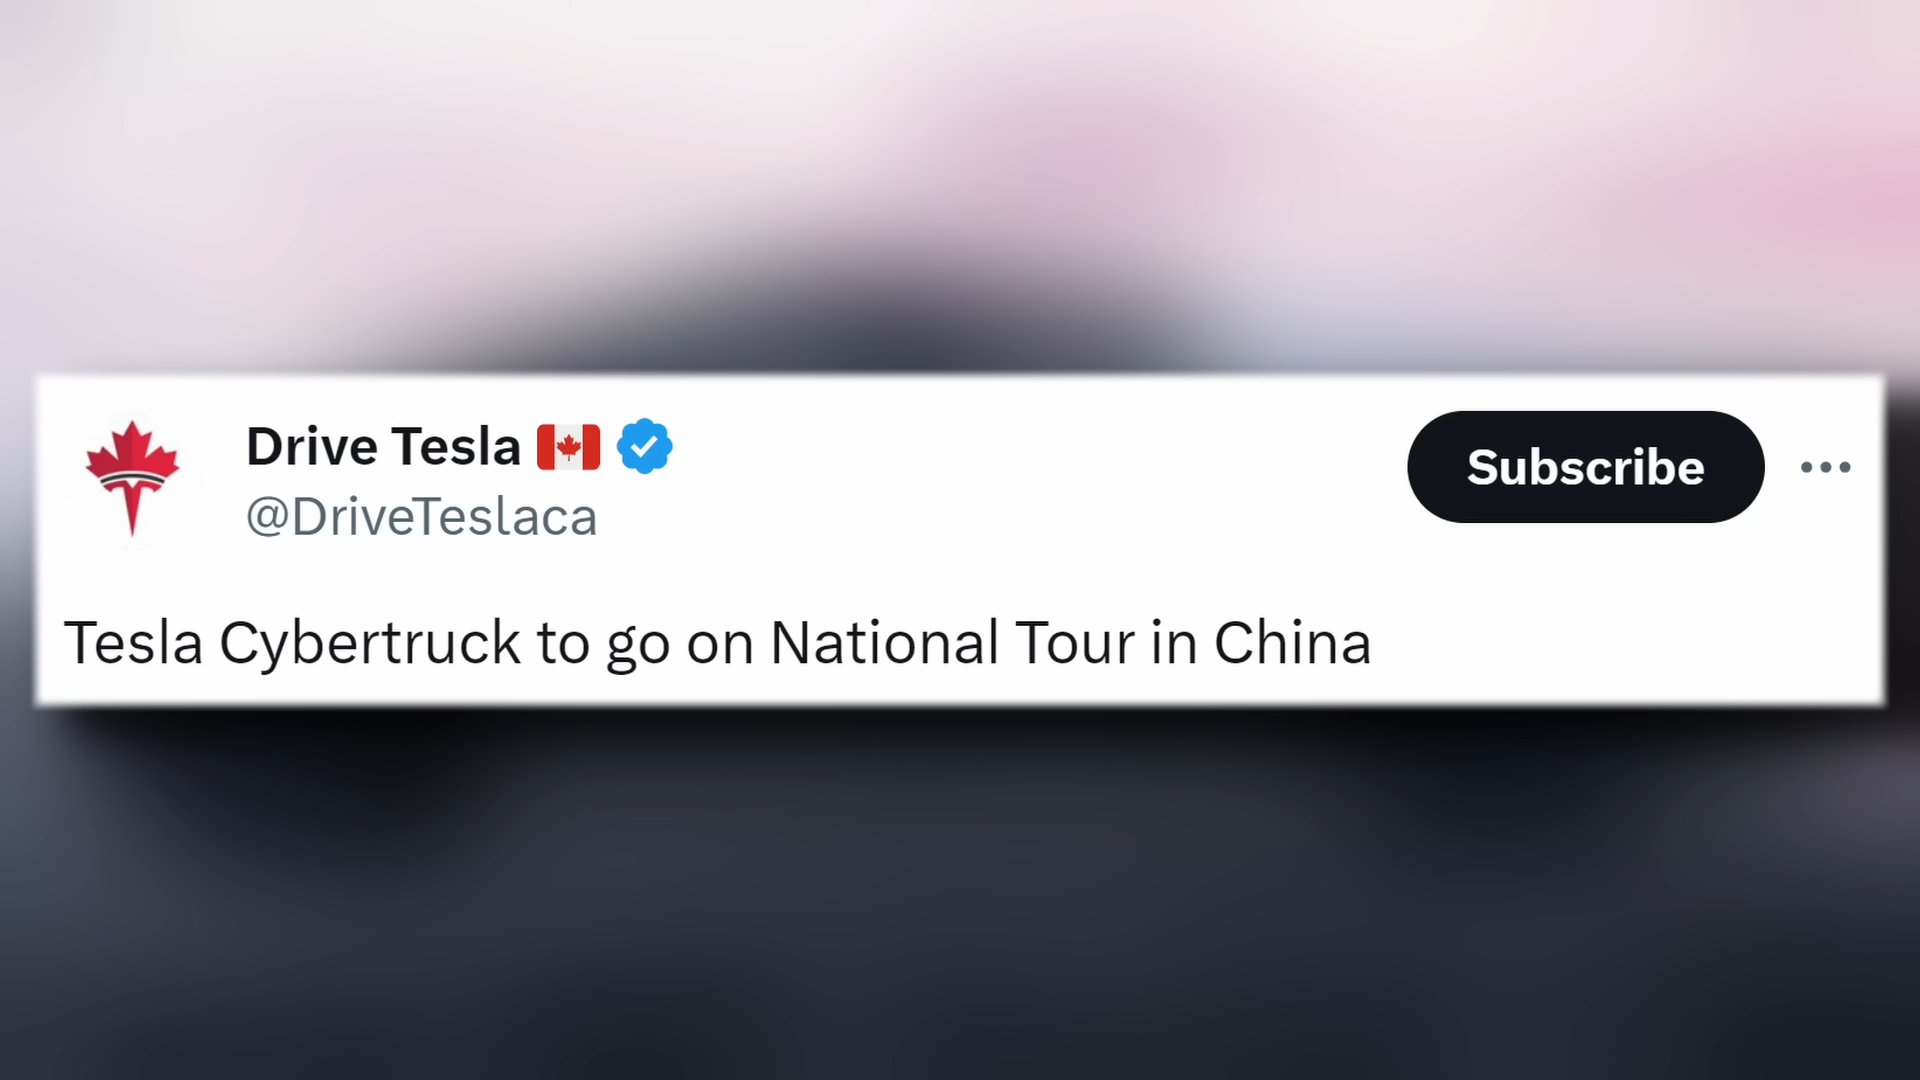 Drive Tesla 🇨🇦
@DriveTeslaca
Subscribe
Tesla Cybertruck to go on National Tour in China